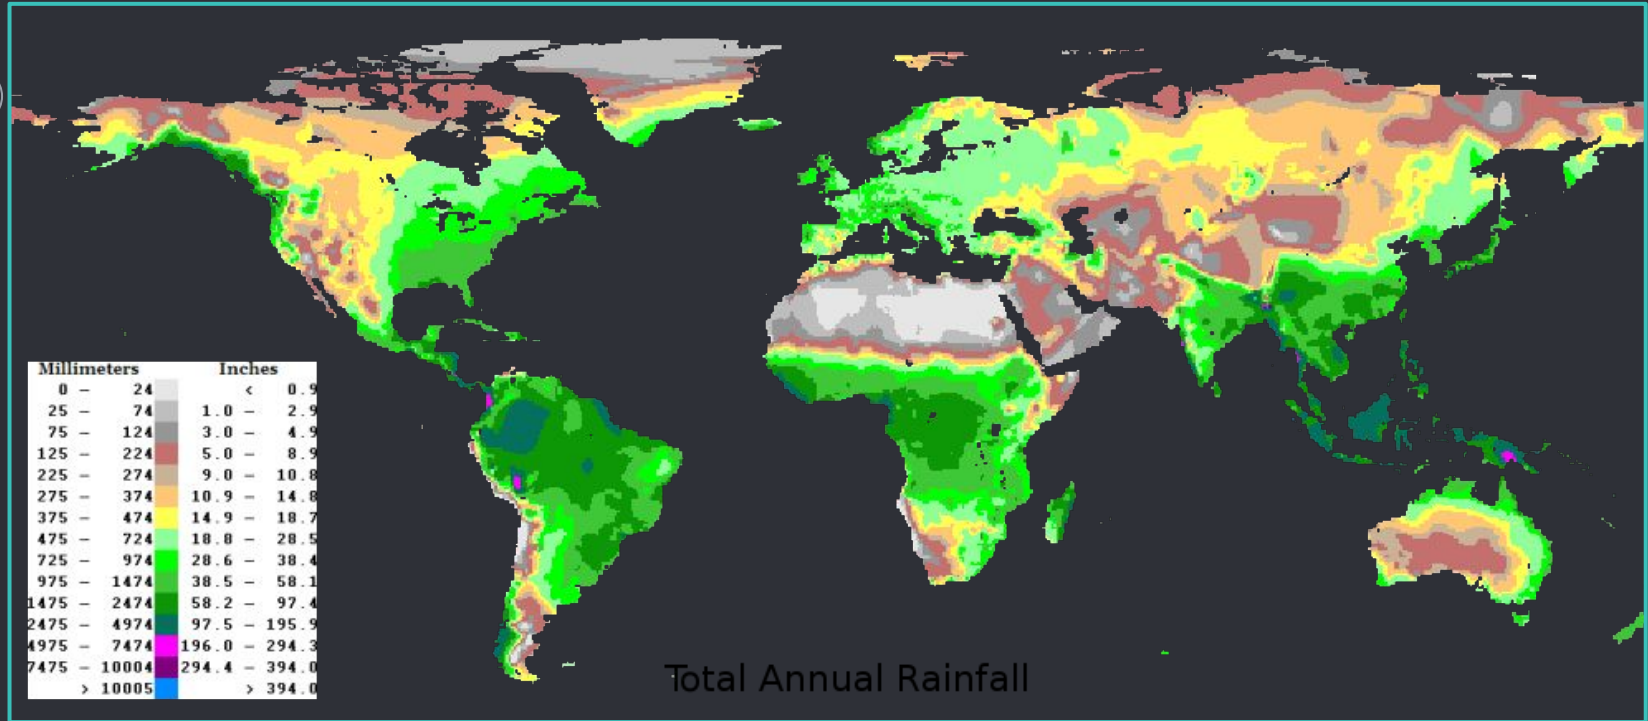 Millimeters Inches
0 – 24 < 0.9
25 – 74 1.0 – 2.9
75 – 124 3.0 – 4.9
125 – 224 5.0 – 8.9
225 – 274 9.0 – 10.8
275 – 374 10.9 – 14.8
375 – 474 14.9 – 18.7
475 – 724 18.8 – 28.5
725 – 974 28.6 – 38.4
975 – 1474 38.5 – 58.1
1475 – 2474 58.2 – 97.4
2475 – 4974 97.5 – 195.9
4975 – 7474 196.0 – 294.3
7475 – 10004 294.4 – 394.0
> 10005 > 394.0
Total Annual Rainfall